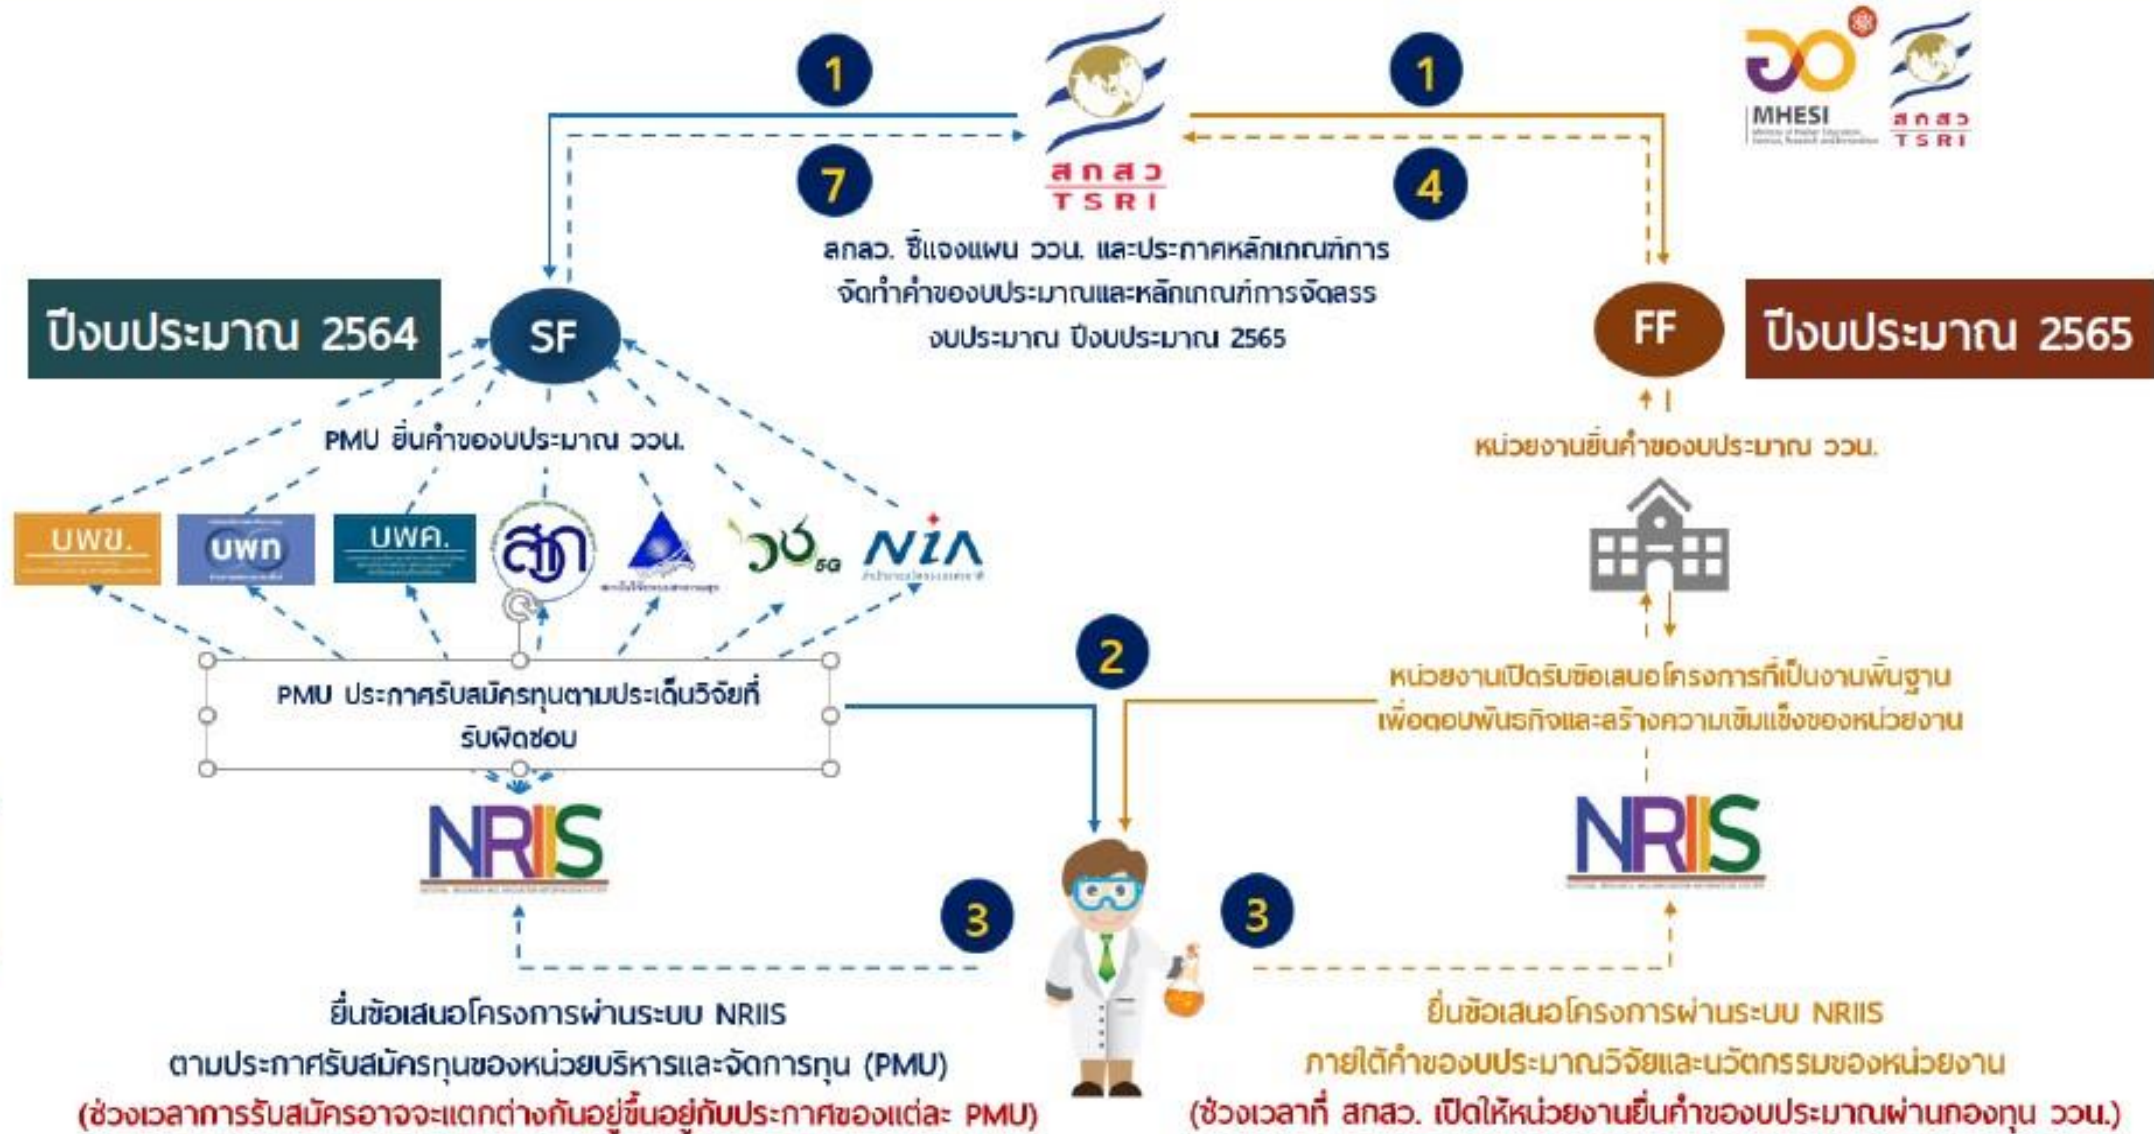 1
1
MHESI
สกสว
TSRI
สกสว
TSRI
7
4
สกสว. ชี้แจงแผน ววน. และประกาศหลักเกณฑ์การ
จัดทำคำของบประมาณและหลักเกณฑ์การจัดสรร
งบประมาณ ปีงบประมาณ 2565
ปีงบประมาณ 2564
SF
FF
ปีงบประมาณ 2565
PMU ยื่นคำของบประมาณ ววน.
หน่วยงานยื่นคำของบประมาณ ววน.
บพข.
บพท
บพค.
สวก
วช 5G
NIA
2
PMU ประกาศรับสมัครทุนตามประเด็นวิจัยที่
รับผิดชอบ
หน่วยงานเปิดรับข้อเสนอโครงการที่เป็นงานพื้นฐาน
เพื่อตอบพันธกิจและสร้างความเข้มแข็งของหน่วยงาน
NRIIS
NRIIS
3
3
ยื่นข้อเสนอโครงการผ่านระบบ NRIIS
ตามประกาศรับสมัครทุนของหน่วยบริหารและจัดการทุน (PMU)
(ช่วงเวลาการรับสมัครอาจจะแตกต่างกันอยู่ขึ้นอยู่กับประกาศของแต่ละ PMU)
ยื่นข้อเสนอโครงการผ่านระบบ NRIIS
ภายใต้คำของบประมาณวิจัยและนวัตกรรมของหน่วยงาน
(ช่วงเวลาที่ สกสว. เปิดให้หน่วยงานยื่นคำของบประมาณผ่านกองทุน ววน.)